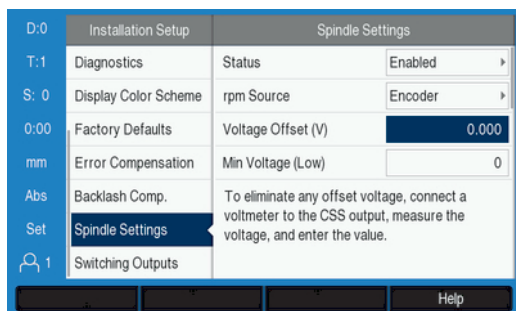 D:0
Installation Setup
Spindle Settings
T:1
Diagnostics
Status
Enabled
S: 0
Display Color Scheme
rpm Source
Encoder
0:00
Factory Defaults
Voltage Offset (V)
0.000
mm
Error Compensation
Min Voltage (Low)
0
Abs
Backlash Comp.
To eliminate any offset voltage, connect a
voltmeter to the CSS output, measure the
voltage, and enter the value.
Set
Spindle Settings
1
Switching Outputs
Help